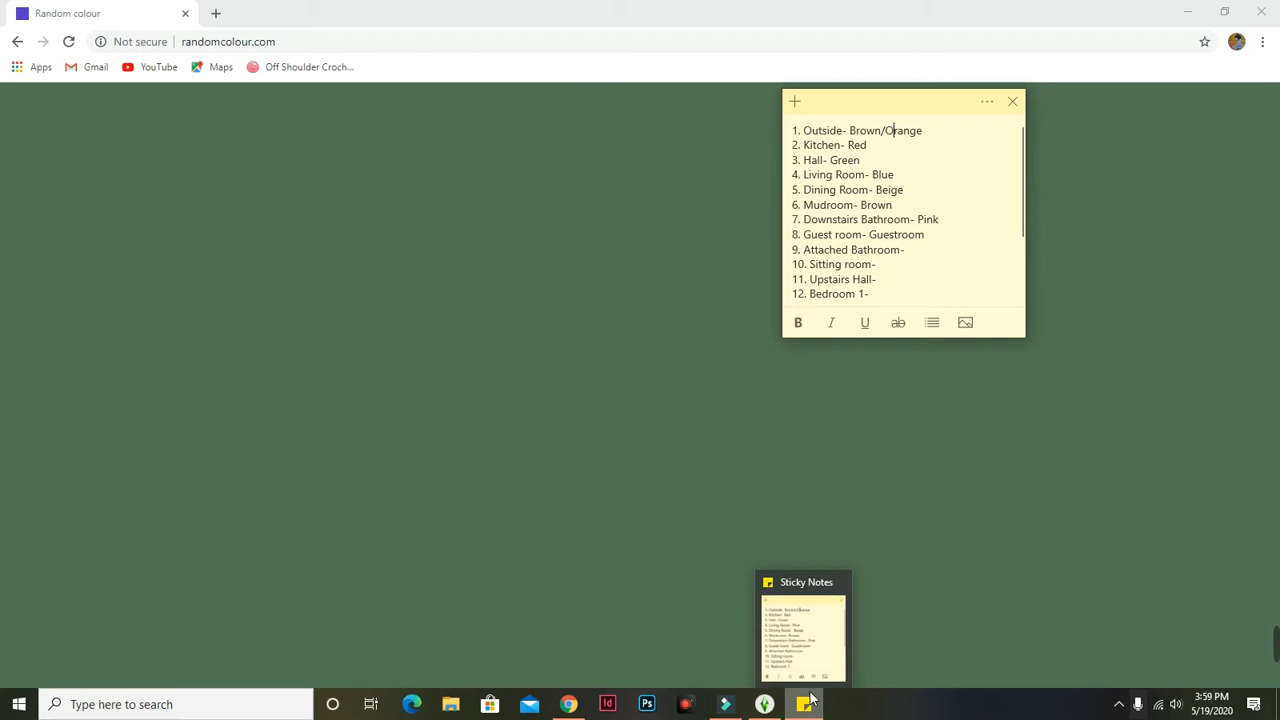 Random colour
Not secure
randomcolour.com
Apps
Gmail
YouTube
Maps
Off Shoulder Croch...
1. Outside- Brown/Orange
2. Kitchen- Red
3. Hall- Green
4. Living Room- Blue
5. Dining Room- Beige
6. Mudroom- Brown
7. Downstairs Bathroom- Pink
8. Guest room- Guestroom
9. Attached Bathroom-
10. Sitting room-
11. Upstairs Hall-
12. Bedroom 1-
B I U ab
Sticky Notes
Type here to search
Id
Ps
3:59 PM
5/19/2020